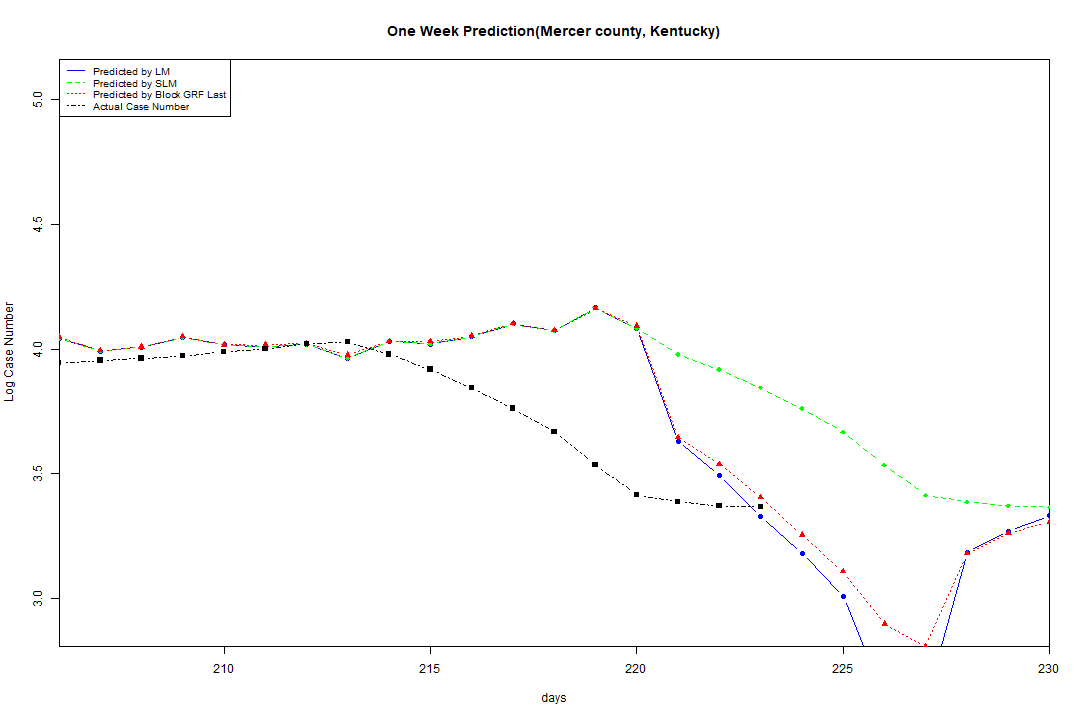 One Week Prediction(Mercer county, Kentucky)
Predicted by LM
Predicted by SLM
Predicted by Block GRF Last
Actual Case Number
5.0
4.5
4.0
3.5
3.0
Log Case Number
210 215 220 225 230
days